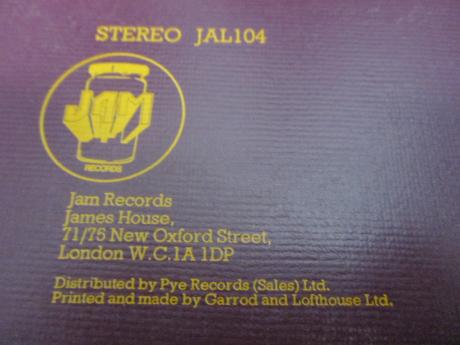 STEREO JAL104
JAM
RECORDS
Jam Records
James House,
71/75 New Oxford Street,
London W.C.1A 1DP
Distributed by Pye Records (Sales) Ltd.
Printed and made by Garrod and Lofthouse Ltd.